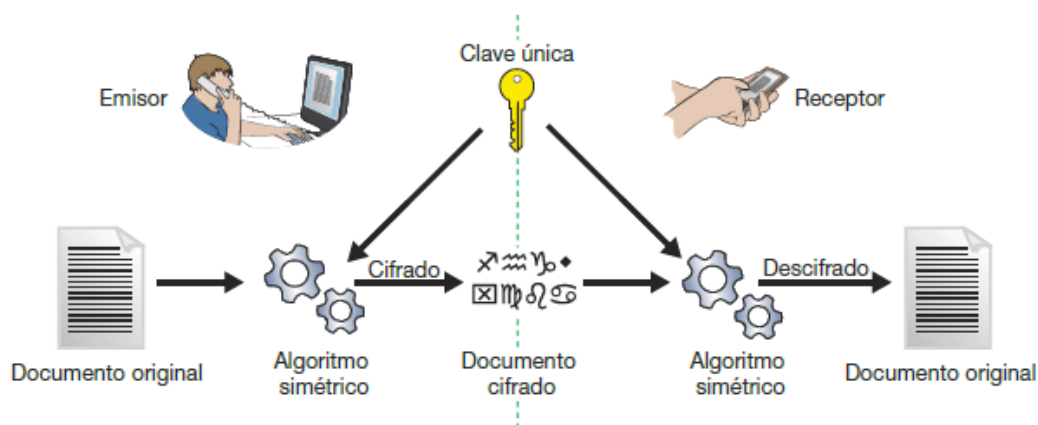 Clave única
Emisor
Receptor
Cifrado
Descifrado
Documento original
Algoritmo
simétrico
Documento
cifrado
Algoritmo
simétrico
Documento original